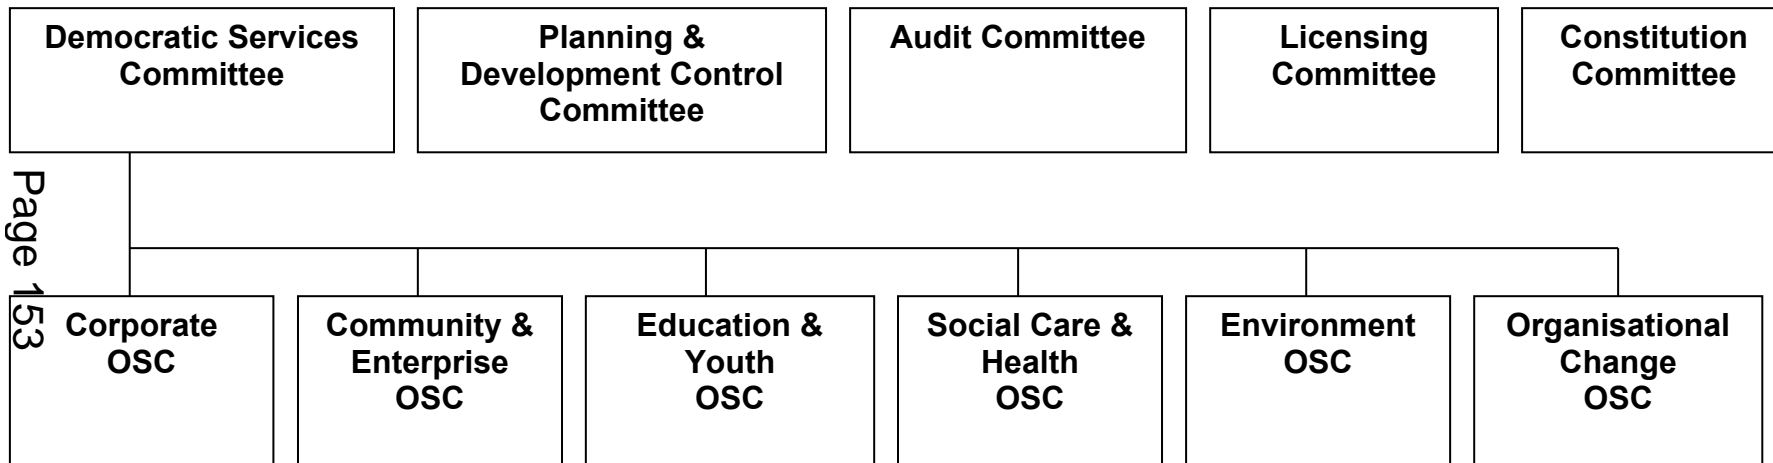 Democratic Services
Committee
Planning &
Development Control
Committee
Audit Committee
Licensing
Committee
Constitution
Committee
Page 153
Corporate
OSC
Community &
Enterprise
OSC
Education &
Youth
OSC
Social Care &
Health
OSC
Environment
OSC
Organisational
Change
OSC